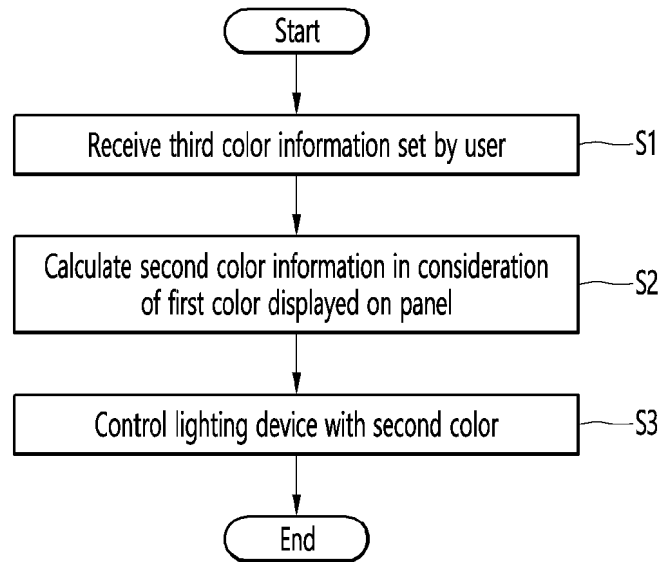 Start
Receive third color information set by user
S1
Calculate second color information in consideration
of first color displayed on panel
S2
Control lighting device with second color
S3
End